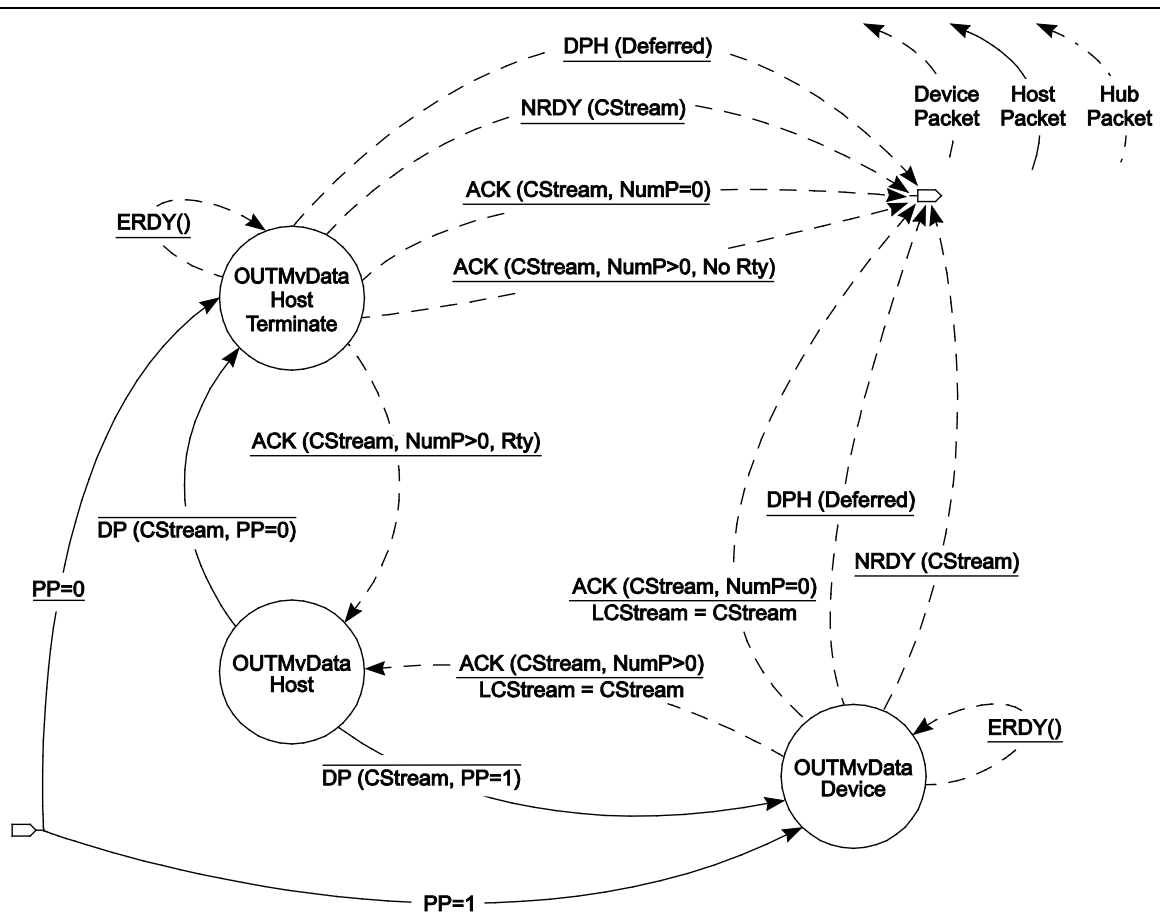 DPH (Deferred)
Device
Packet
Host
Packet
Hub
Packet
NRDY (CStream)
ACK (CStream, NumP=0)
ERDY()
ACK (CStream, NumP>0, No Rty)
OUTMvData
Host
Terminate
ACK (CStream, NumP>0, Rty)
DP (CStream, PP=0)
DPH (Deferred)
NRDY (CStream)
PP=0
ACK (CStream, NumP=0)
LCStream = CStream
OUTMvData
Host
ACK (CStream, NumP>0)
LCStream = CStream
ERDY()
DP (CStream, PP=1)
OUTMvData
Device
PP=1